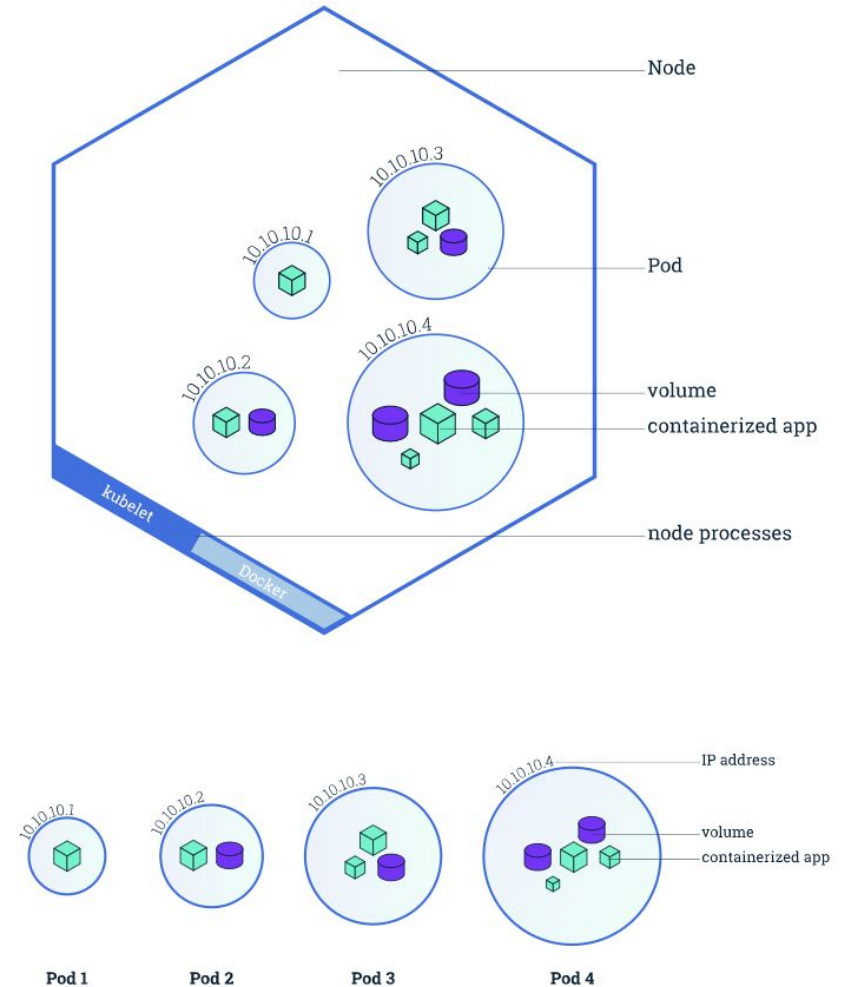 Node
10.10.10.3
10.10.10.1
Pod
10.10.10.4
10.10.10.2
volume
containerized app
kubelet
node processes
Docker
IP address
10.10.10.4
10.10.10.3
10.10.10.2
10.10.10.1
volume
containerized app
Pod 1
Pod 2
Pod 3
Pod 4